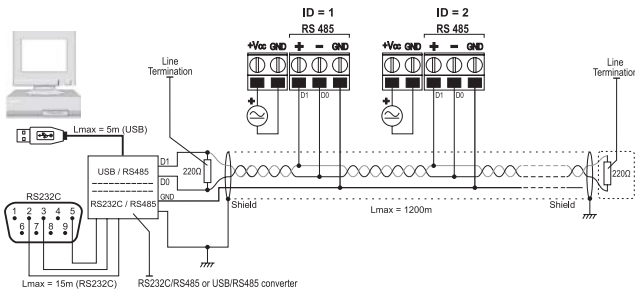 ID = 1
ID = 2
RS 485
RS 485
+Vcc GND + − GND
+Vcc GND + − GND
Line
Termination
Line
Termination
+
D1
D0
+
D1
D0
Lmax = 5m (USB)
USB / RS485
RS232C / RS485
D1
D0
GND
220Ω
220Ω
RS232C
1 2 3 4 5
6 7 8 9
Shield
Lmax = 1200m
Shield
Lmax = 15m (RS232C)
RS232C/RS485 or USB/RS485 converter